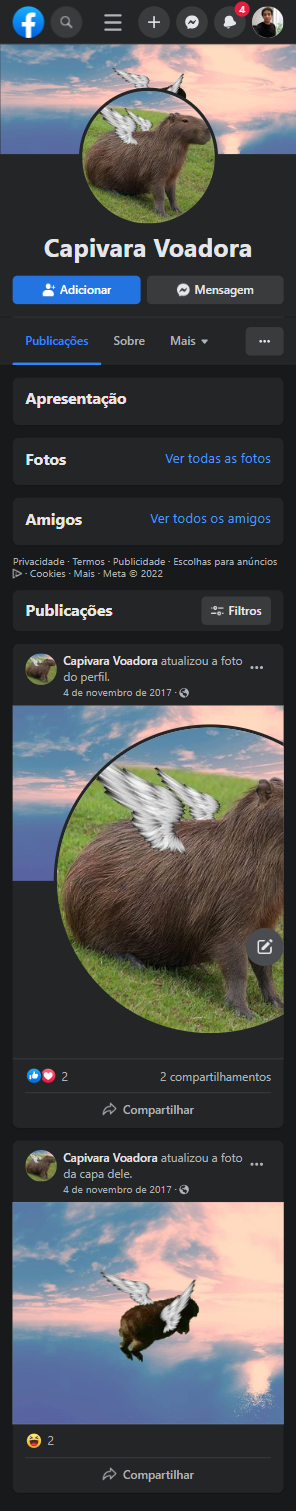 4
Capivara Voadora
Adicionar
Mensagem
Publicações
Sobre
Mais
Apresentação
Fotos
Ver todas as fotos
Amigos
Ver todos os amigos
Privacidade · Termos · Publicidade · Escolhas para anúncios
· Cookies · Mais · Meta © 2022
Publicações
Filtros
Capivara Voadora atualizou a foto
do perfil.
4 de novembro de 2017 ·
2
2 compartilhamentos
Compartilhar
Capivara Voadora atualizou a foto
da capa dele.
4 de novembro de 2017 ·
2
Compartilhar